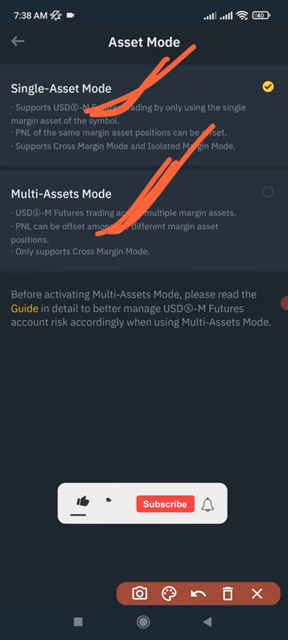 7:38 AM
40
Asset Mode
Single-Asset Mode
· Supports USDⓈ-M Futures trading by only using the single
margin asset of the symbol.
· PNL of the same margin asset positions can be offset.
· Supports Cross Margin Mode and Isolated Margin Mode.
Multi-Assets Mode
· USDⓈ-M Futures trading across multiple margin assets.
· PNL can be offset among different margin asset
positions.
· Only supports Cross Margin Mode.
Before activating Multi-Assets Mode, please read the
Guide in detail to better manage USDⓈ-M Futures
account risk accordingly when using Multi-Assets Mode.
Subscribe